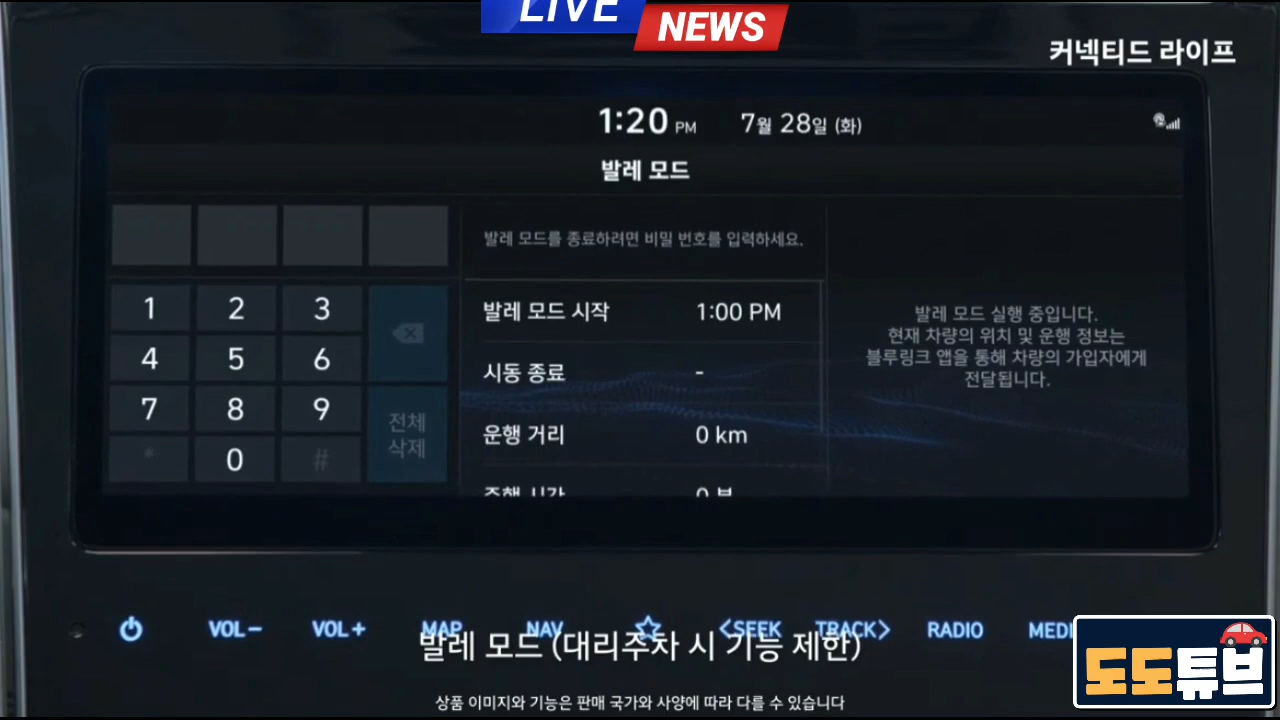 LIVE
NEWS
커넥티드 라이프
1:20 PM 7월 28일 (화)
발레 모드
발레 모드를 종료하려면 비밀 번호를 입력하세요.
1 2 3
4 5 6
7 8 9
* 0 #
전체
삭제
발레 모드 시작 1:00 PM
시동 종료 -
운행 거리 0 km
주행 시간 0 분
발레 모드 실행 중입니다.
현재 차량의 위치 및 운행 정보는
블루링크 앱을 통해 차량의 가입자에게
전달됩니다.
VOL− VOL+ MAP NAV <SEEK TRACK> RADIO MEDI
발레 모드 (대리주차 시 기능 제한)
상품 이미지와 기능은 판매 국가와 사양에 따라 다를 수 있습니다
도도튜브